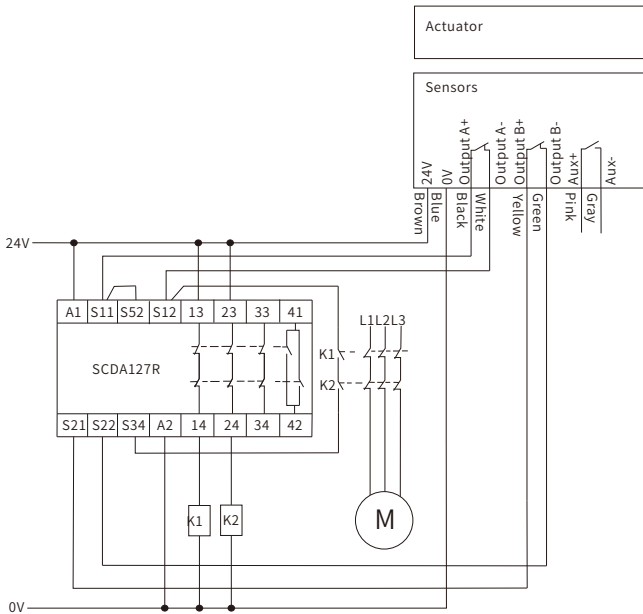 Actuator
Sensors
24V
0V
Output A+
Output A-
Output B+
Output B-
Aux+
Aux-
Brown
Blue
Black
White
Yellow
Green
Pink
Gray
24V
A1 S11 S52 S12 13 23 33 41
L1 L2 L3
K1
SCDA127R
K2
S21 S22 S34 A2 14 24 34 42
K1 K2 M
0V